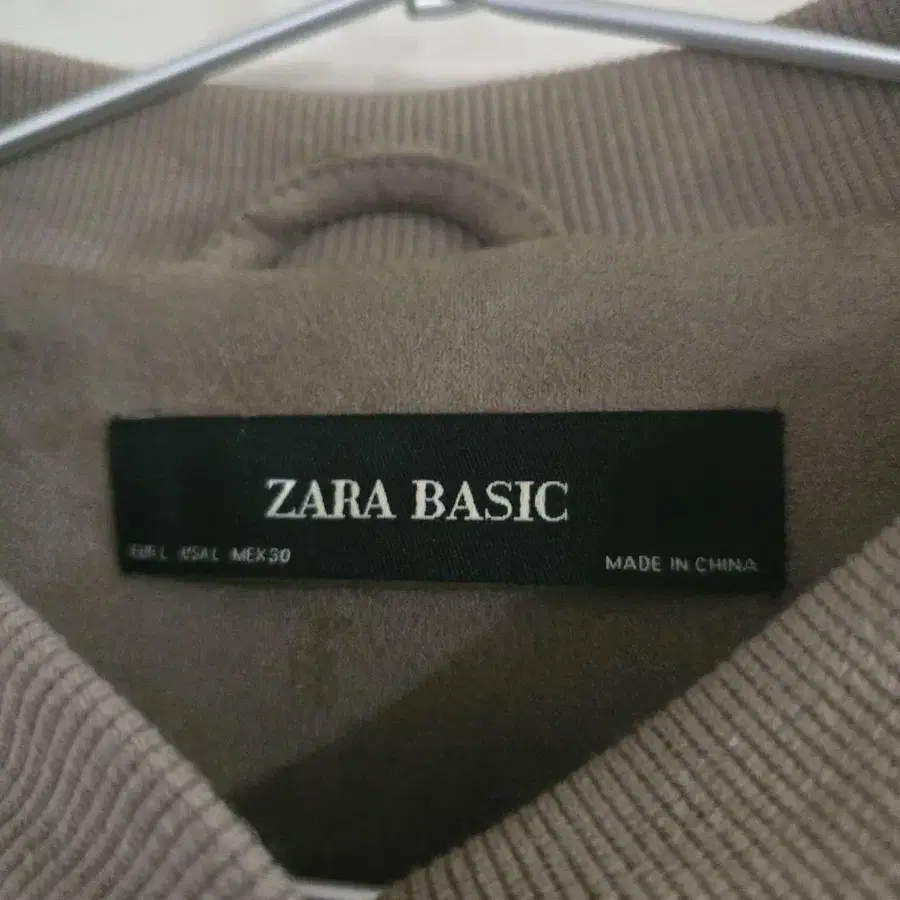 ZARA BASIC
EUR L USA L MEX 30
MADE IN CHINA